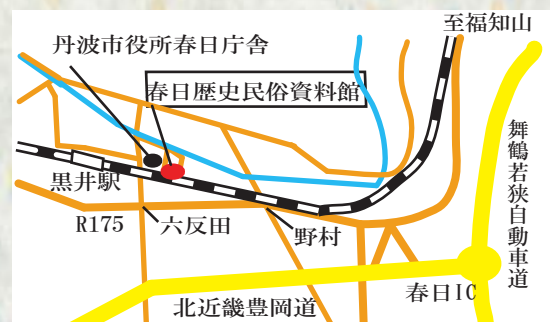 至福知山
丹波市役所春日庁舎
春日歴史民俗資料館
舞鶴若狭自動車道
黒井駅
R175
六反田
野村
春日IC
北近畿豊岡道